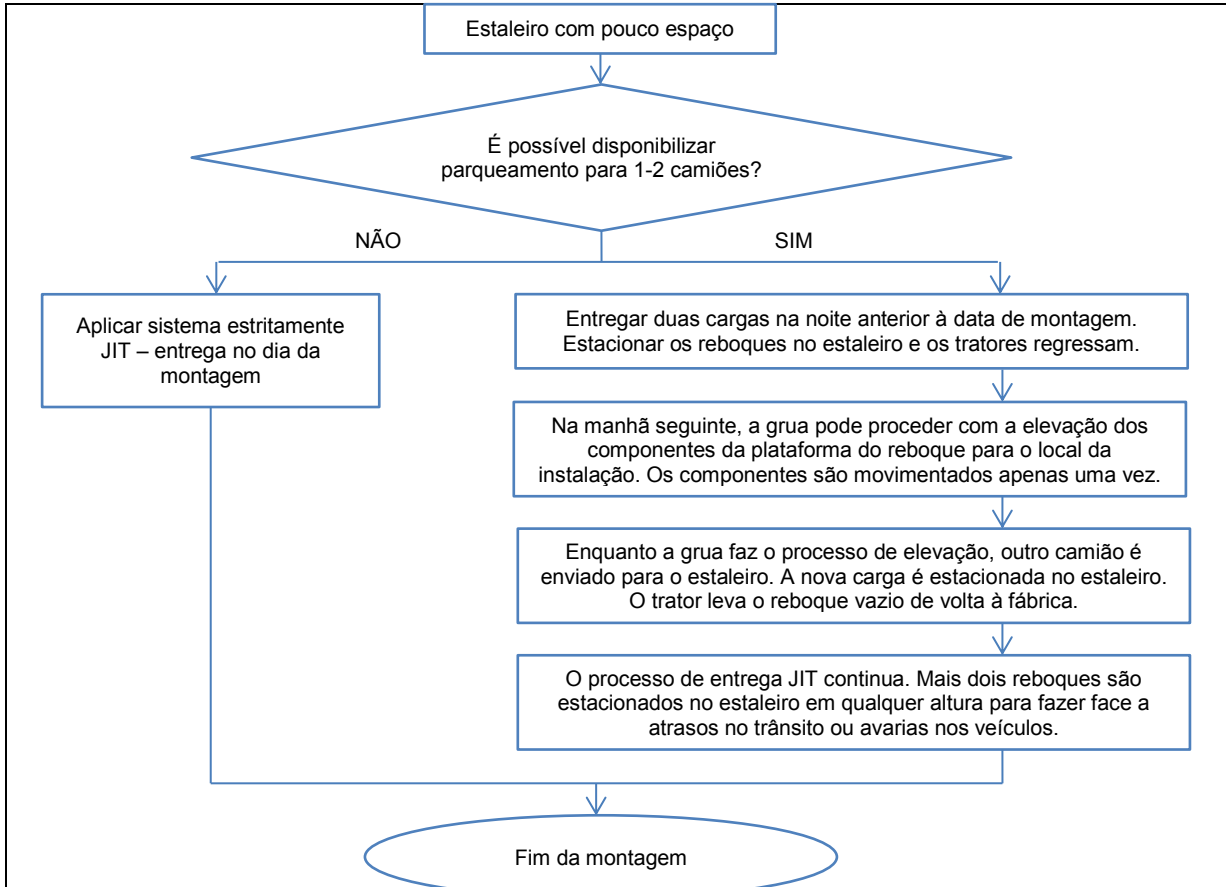 Estaleiro com pouco espaço
É possível disponibilizar
parqueamento para 1-2 camiões?
NÃO
SIM
Aplicar sistema estritamente
JIT – entrega no dia da
montagem
Entregar duas cargas na noite anterior à data de montagem.
Estacionar os reboques no estaleiro e os tratores regressam.
Na manhã seguinte, a grua pode proceder com a elevação dos
componentes da plataforma do reboque para o local da
instalação. Os componentes são movimentados apenas uma vez.
Enquanto a grua faz o processo de elevação, outro camião é
enviado para o estaleiro. A nova carga é estacionada no estaleiro.
O trator leva o reboque vazio de volta à fábrica.
O processo de entrega JIT continua. Mais dois reboques são
estacionados no estaleiro em qualquer altura para fazer face a
atrasos no trânsito ou avarias nos veículos.
Fim da montagem